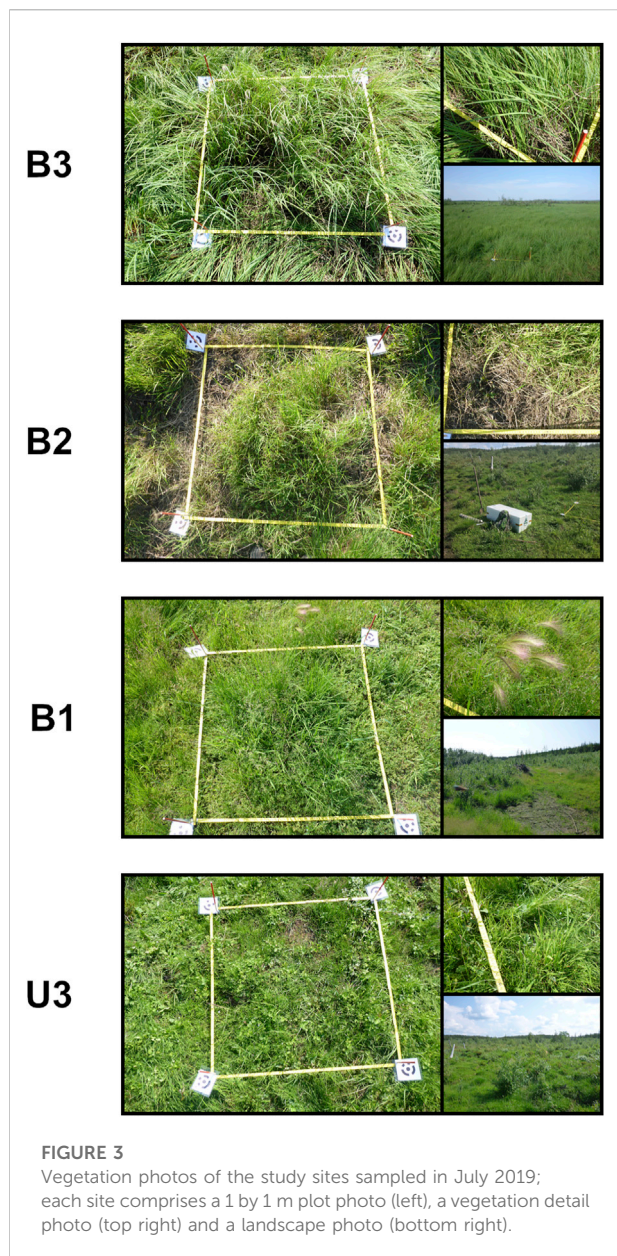 B3
B2
B1
U3
FIGURE 3
Vegetation photos of the study sites sampled in July 2019;
each site comprises a 1 by 1 m plot photo (left), a vegetation detail
photo (top right) and a landscape photo (bottom right).